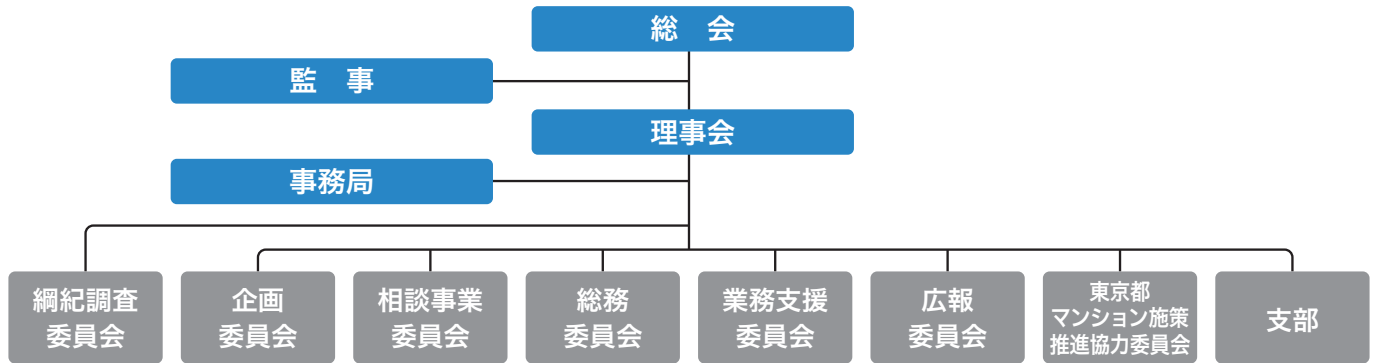 総　会
監　事
理事会
事務局
綱紀調査
委員会
企画
委員会
相談事業
委員会
総務
委員会
業務支援
委員会
広報
委員会
東京都
マンション施策
推進協力委員会
支部